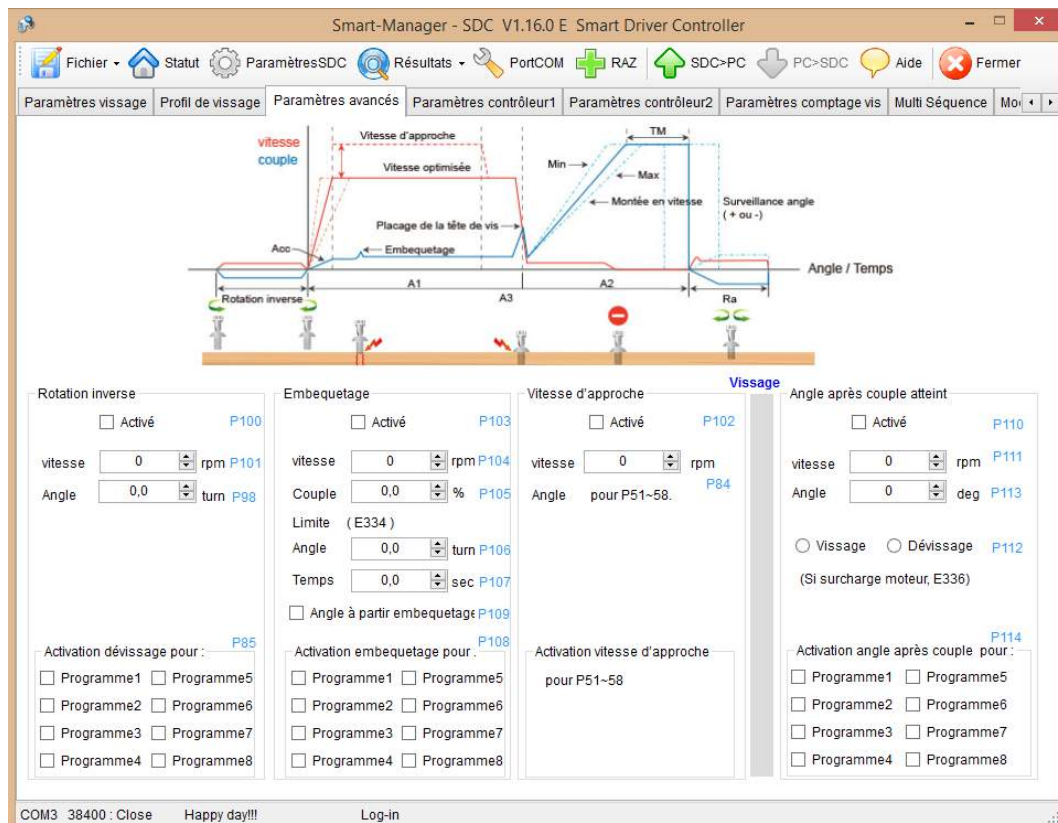 Smart-Manager - SDC V1.16.0 E Smart Driver Controller
Fichier Statut ParamètresSDC Résultats PortCOM RAZ SDC>PC PC>SDC Aide Fermer
Paramètres vissage Profil de vissage Paramètres avancés Paramètres contrôleur1 Paramètres contrôleur2 Paramètres comptage vis Multi Séquence
vitesse
couple
Vitesse d'approche
Vitesse optimisée
TM
Min
Max
Montée en vitesse
Surveillance angle
( + ou -)
Placage de la tête de vis
Acc
Embequetage
Angle / Temps
Rotation inverse
A1
A3
A2
Ra
Vissage
Rotation inverse
Activé P100
vitesse 0 rpm P101
Angle 0,0 turn P98
P85
Activation dévissage pour :
Programme1 Programme5
Programme2 Programme6
Programme3 Programme7
Programme4 Programme8
Embequetage
Activé P103
vitesse 0 rpm P104
Couple 0,0 % P105
Limite ( E334 )
Angle 0,0 turn P106
Temps 0,0 sec P107
Angle à partir embequetage P109
P108
Activation embequetage pour :
Programme1 Programme5
Programme2 Programme6
Programme3 Programme7
Programme4 Programme8
Vitesse d'approche
Activé P102
vitesse 0 rpm
P84
Angle pour P51~58.
Activation vitesse d'approche
pour P51~58
Angle après couple atteint
Activé P110
vitesse 0 rpm P111
Angle 0 deg P113
Vissage Dévissage P112
(Si surcharge moteur, E336)
P114
Activation angle après couple pour :
Programme1 Programme5
Programme2 Programme6
Programme3 Programme7
Programme4 Programme8
COM3 38400 : Close Happy day!!! Log-in